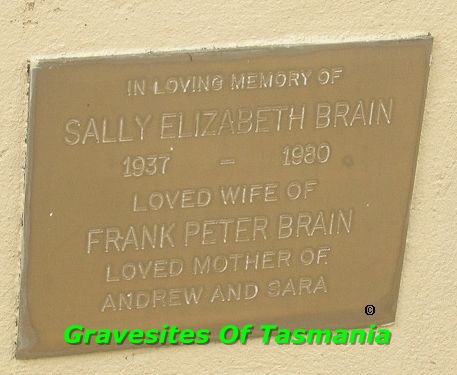 IN LOVING MEMORY OF
SALLY ELIZABETH BRAIN
1937 - 1980
LOVED WIFE OF
FRANK PETER BRAIN
LOVED MOTHER OF
ANDREW AND SARA
©
Gravesites Of Tasmania